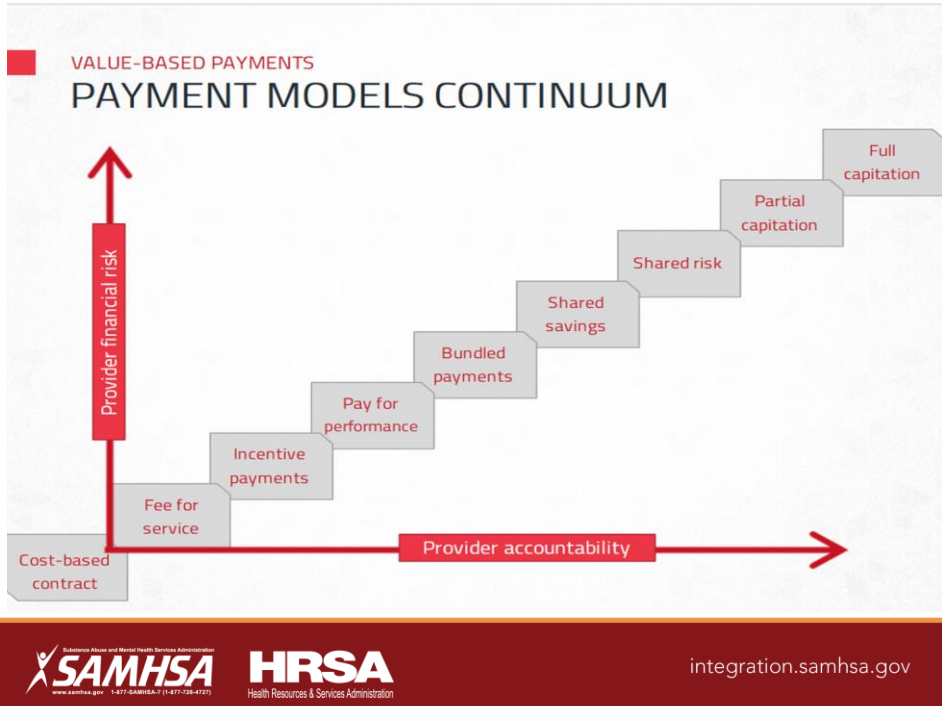 VALUE-BASED PAYMENTS
PAYMENT MODELS CONTINUUM
Full
capitation
Partial
capitation
Shared risk
Shared
savings
Bundled
payments
Pay for
performance
Incentive
payments
Fee for
service
Cost-based
contract
Provider financial risk
Provider accountability
Substance Abuse and Mental Health Services Administration
SAMHSA
www.samhsa.gov 1-877-SAMHSA-7 (1-877-726-4727)
HRSA
Health Resources & Services Administration
integration.samhsa.gov